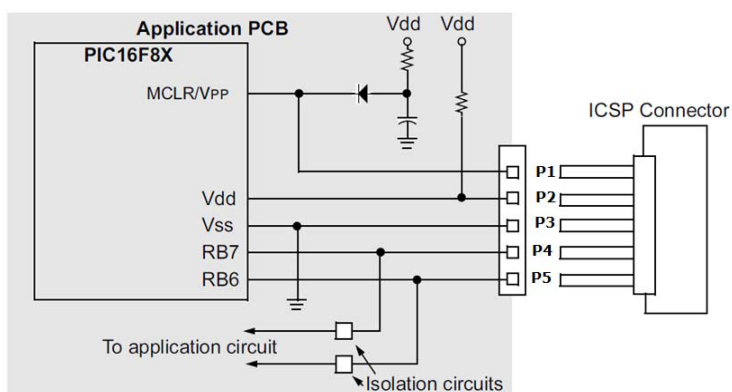 Application PCB
Vdd
Vdd
PIC16F8X
MCLR/VPP
ICSP Connector
P1
Vdd
P2
Vss
P3
RB7
P4
RB6
P5
To application circuit
Isolation circuits